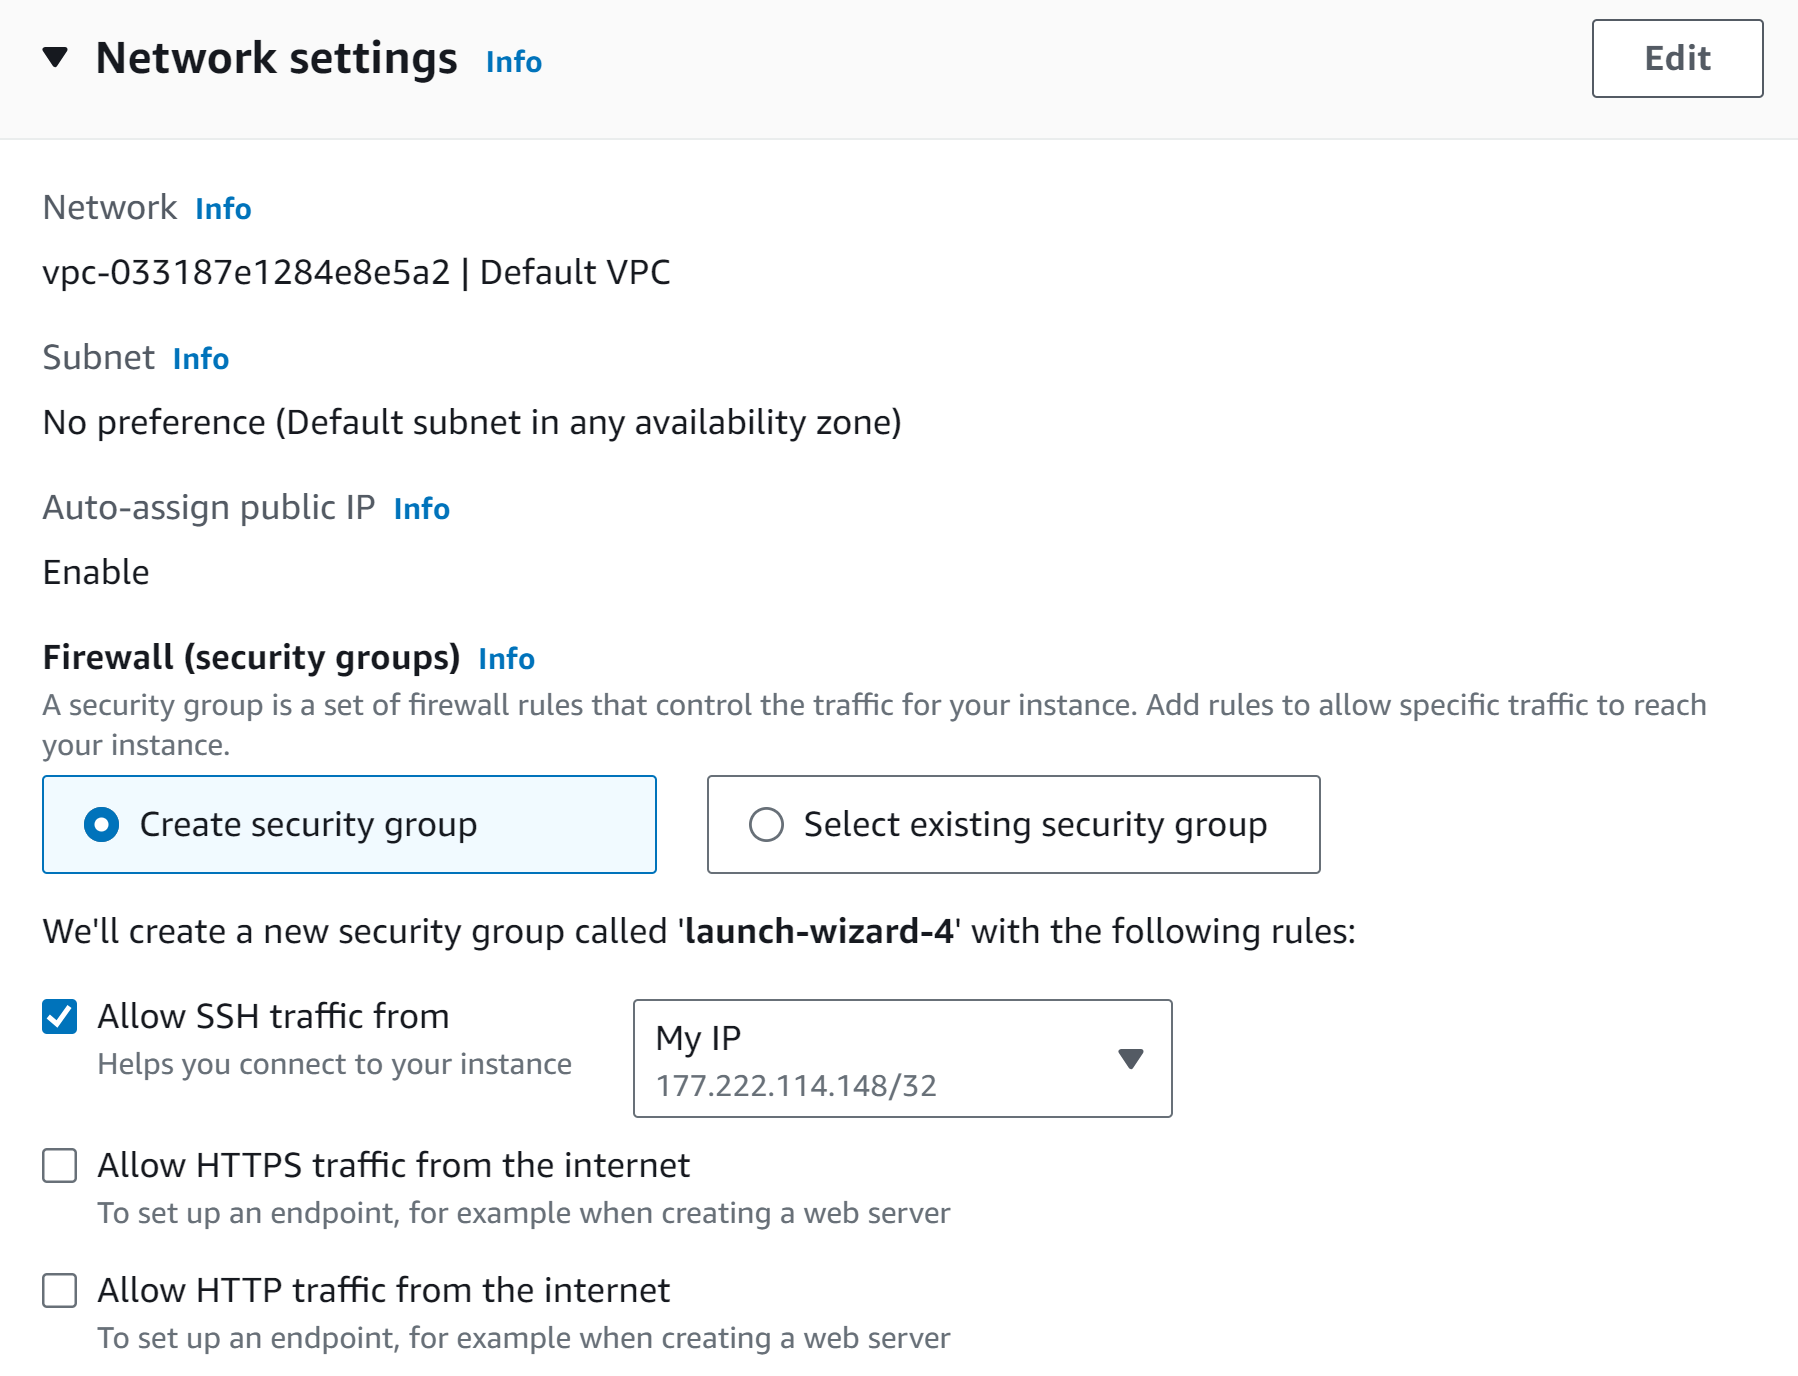 Network settings Info
Edit
Network Info
vpc-033187e1284e8e5a2 | Default VPC
Subnet Info
No preference (Default subnet in any availability zone)
Auto-assign public IP Info
Enable
Firewall (security groups) Info
A security group is a set of firewall rules that control the traffic for your instance. Add rules to allow specific traffic to reach
your instance.
Create security group
Select existing security group
We'll create a new security group called 'launch-wizard-4' with the following rules:
Allow SSH traffic from
Helps you connect to your instance
My IP
177.222.114.148/32
Allow HTTPS traffic from the internet
To set up an endpoint, for example when creating a web server
Allow HTTP traffic from the internet
To set up an endpoint, for example when creating a web server